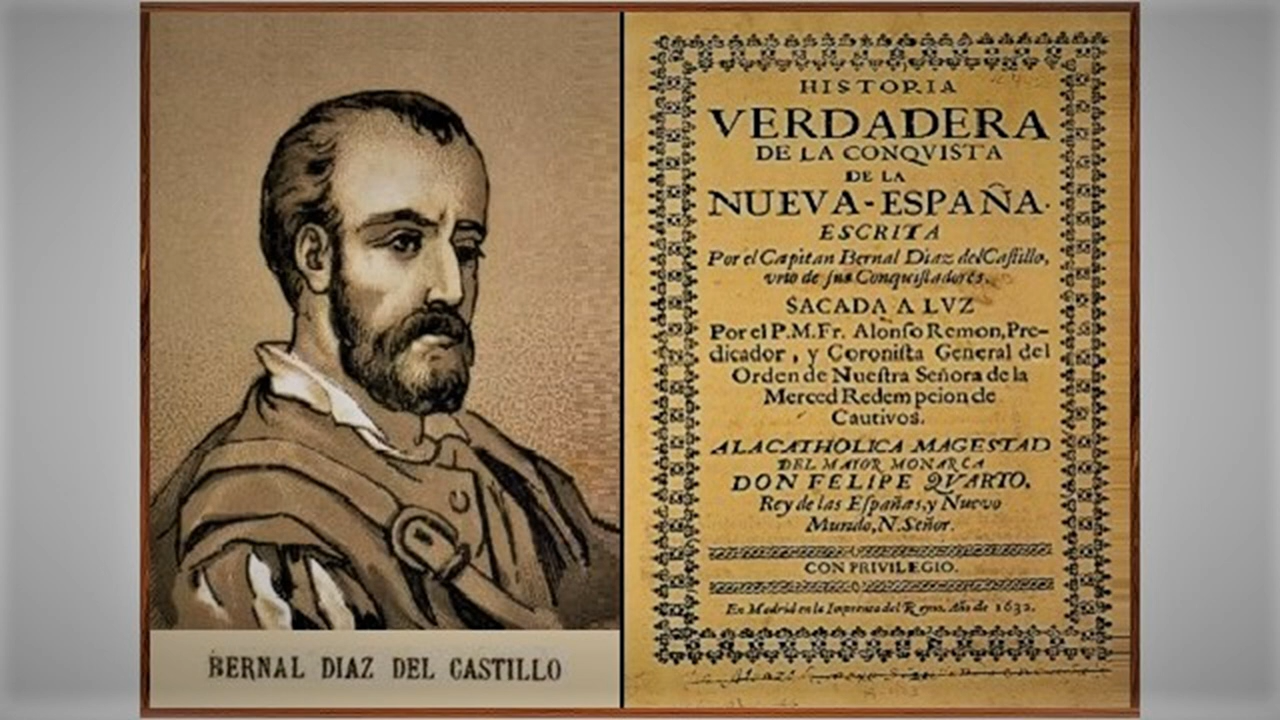 BERNAL DIAZ DEL CASTILLO
HISTORIA
VERDADERA
DE LA CONQVISTA
DE LA
NUEVA-ESPAÑA.
ESCRITA
Por el Capitan Bernal Diaz del Castillo,
vno de sus Conquistadores.
SACADA A LVZ
Por el P.M.Fr. Alonso Remon, Pre-
dicador, y Coronista General del
Orden de Nuestra Señora de la
Merced Redempcion de
Cautivos.
A LA CATHOLICA MAGESTAD
DEL MAYOR MONARCA
DON FELIPE QVARTO,
Rey de las Españas, y Nuevo
Mundo, N. Señor.
CON PRIVILEGIO.
En Madrid en la Imprenta del Reyno. Año de 1632.